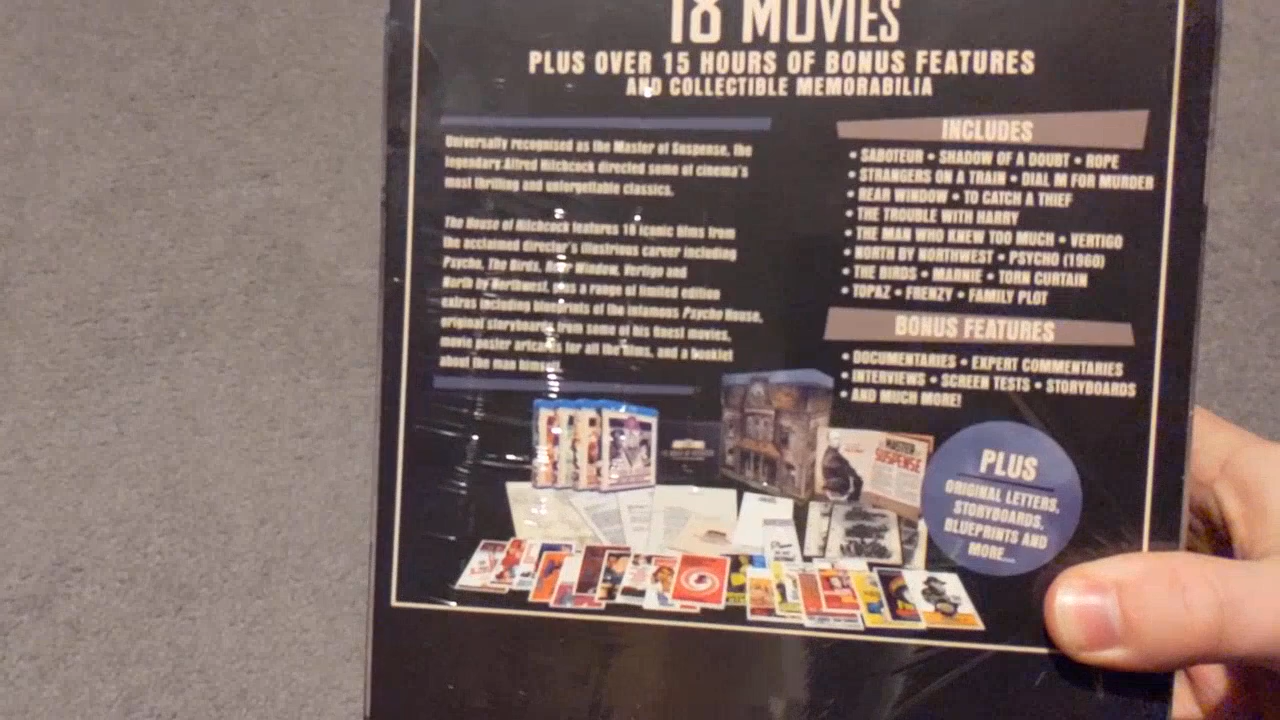 18 MOVIES
PLUS OVER 15 HOURS OF BONUS FEATURES
AND COLLECTIBLE MEMORABILIA
Universally recognised as the Master of Suspense, the
legendary Alfred Hitchcock directed some of cinema's
most thrilling and unforgettable classics.
The House of Hitchcock features 18 iconic films from
the acclaimed director's illustrious career including
Psycho, The Birds, Rear Window, Vertigo and
North by Northwest, plus a range of limited edition
extras including blueprints of the infamous Psycho House,
original storyboards from some of his finest movies,
movie poster artcards for all the films, and a booklet
about the man himself.
INCLUDES
• SABOTEUR • SHADOW OF A DOUBT • ROPE
• STRANGERS ON A TRAIN • DIAL M FOR MURDER
• REAR WINDOW • TO CATCH A THIEF
• THE TROUBLE WITH HARRY
• THE MAN WHO KNEW TOO MUCH • VERTIGO
• NORTH BY NORTHWEST • PSYCHO (1960)
• THE BIRDS • MARNIE • TORN CURTAIN
• TOPAZ • FRENZY • FAMILY PLOT
BONUS FEATURES
• DOCUMENTARIES • EXPERT COMMENTARIES
• INTERVIEWS • SCREEN TESTS • STORYBOARDS
• AND MUCH MORE!
MASTER
SUSPENSE
PLUS
ORIGINAL LETTERS,
STORYBOARDS,
BLUEPRINTS AND
MORE...